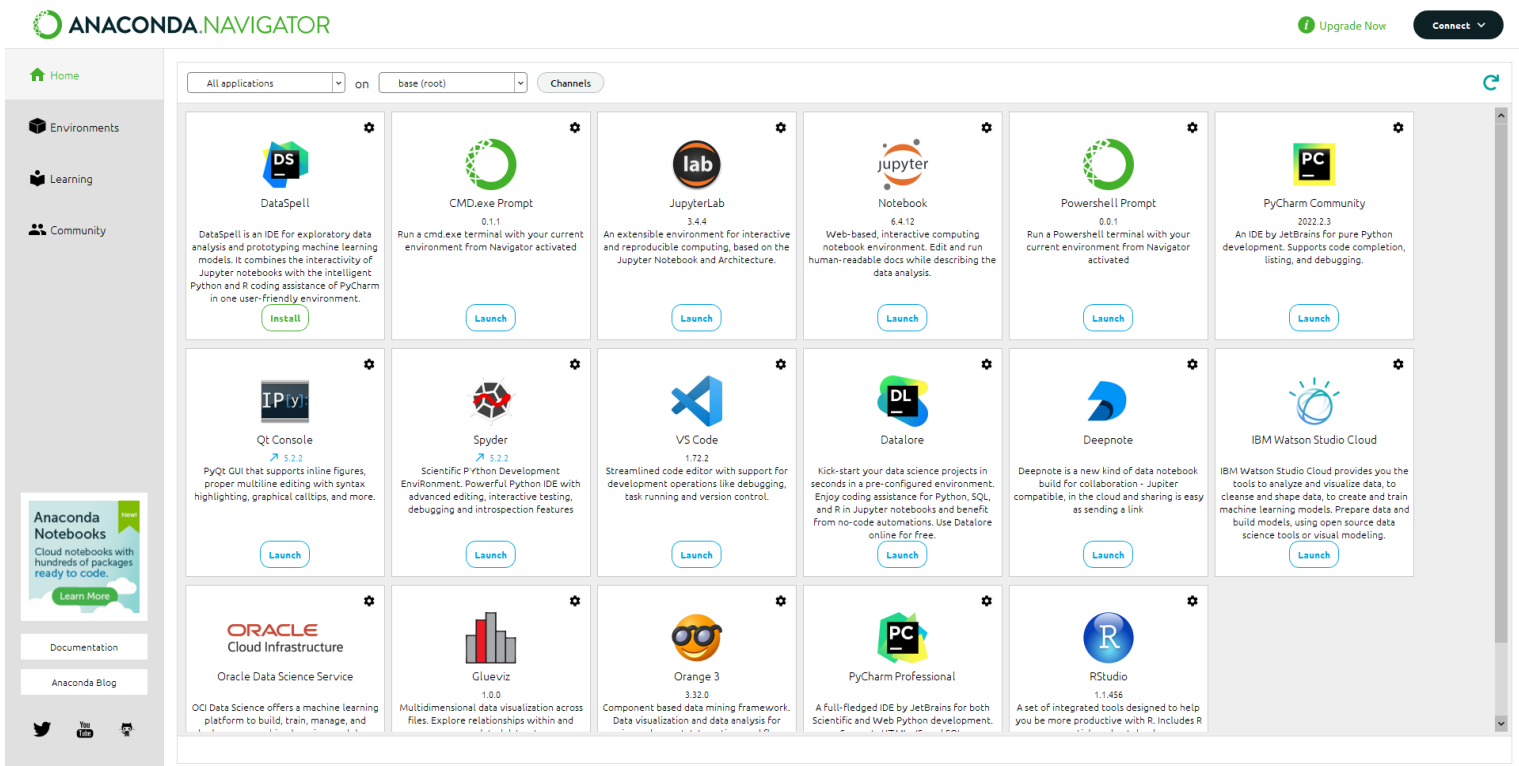 ANACONDA.NAVIGATOR
Upgrade Now
Connect
Home
Environments
Learning
Community
New!
Anaconda
Notebooks
Cloud notebooks with
hundreds of packages
ready to code.
Learn More
Documentation
Anaconda Blog
You
Tube
All applications
on
base (root)
Channels
DS
DataSpell
DataSpell is an IDE for exploratory data
analysis and prototyping machine learning
models. It combines the interactivity of
Jupyter notebooks with the intelligent
Python and R coding assistance of PyCharm
in one user-friendly environment.
Install
CMD.exe Prompt
0.1.1
Run a cmd.exe terminal with your current
environment from Navigator activated
Launch
lab
JupyterLab
3.4.4
An extensible environment for interactive
and reproducible computing, based on the
Jupyter Notebook and Architecture.
Launch
jupyter
Notebook
6.4.12
Web-based, interactive computing
notebook environment. Edit and run
human-readable docs while describing the
data analysis.
Launch
Powershell Prompt
0.0.1
Run a Powershell terminal with your
current environment from Navigator
activated
Launch
PC
PyCharm Community
2022.2.3
An IDE by JetBrains for pure Python
development. Supports code completion,
listing, and debugging.
Launch
IP[y]:
Qt Console
5.2.2
PyQt GUI that supports inline figures,
proper multiline editing with syntax
highlighting, graphical calltips, and more.
Launch
Spyder
5.2.2
Scientific PYthon Development
EnviRonment. Powerful Python IDE with
advanced editing, interactive testing,
debugging and introspection features
Launch
VS Code
1.72.2
Streamlined code editor with support for
development operations like debugging,
task running and version control.
Launch
DL
Datalore
Kick-start your data science projects in
seconds in a pre-configured environment.
Enjoy coding assistance for Python, SQL,
and R in Jupyter notebooks and benefit
from no-code automations. Use Datalore
online for free.
Launch
Deepnote
Deepnote is a new kind of data notebook
build for collaboration - Jupiter
compatible, in the cloud and sharing is easy
as sending a link
Launch
IBM Watson Studio Cloud
IBM Watson Studio Cloud provides you the
tools to analyze and visualize data, to
cleanse and shape data, to create and train
machine learning models. Prepare data and
build models, using open source data
science tools or visual modeling.
Launch
ORACLE
Cloud Infrastructure
Oracle Data Science Service
OCI Data Science offers a machine learning
platform to build, train, manage, and
Glueviz
1.0.0
Multidimensional data visualization across
files. Explore relationships within and
Orange 3
3.32.0
Component based data mining framework.
Data visualization and data analysis for
PC
PyCharm Professional
A full-fledged IDE by JetBrains for both
Scientific and Web Python development.
R
RStudio
1.1.456
A set of integrated tools designed to help
you be more productive with R. Includes R